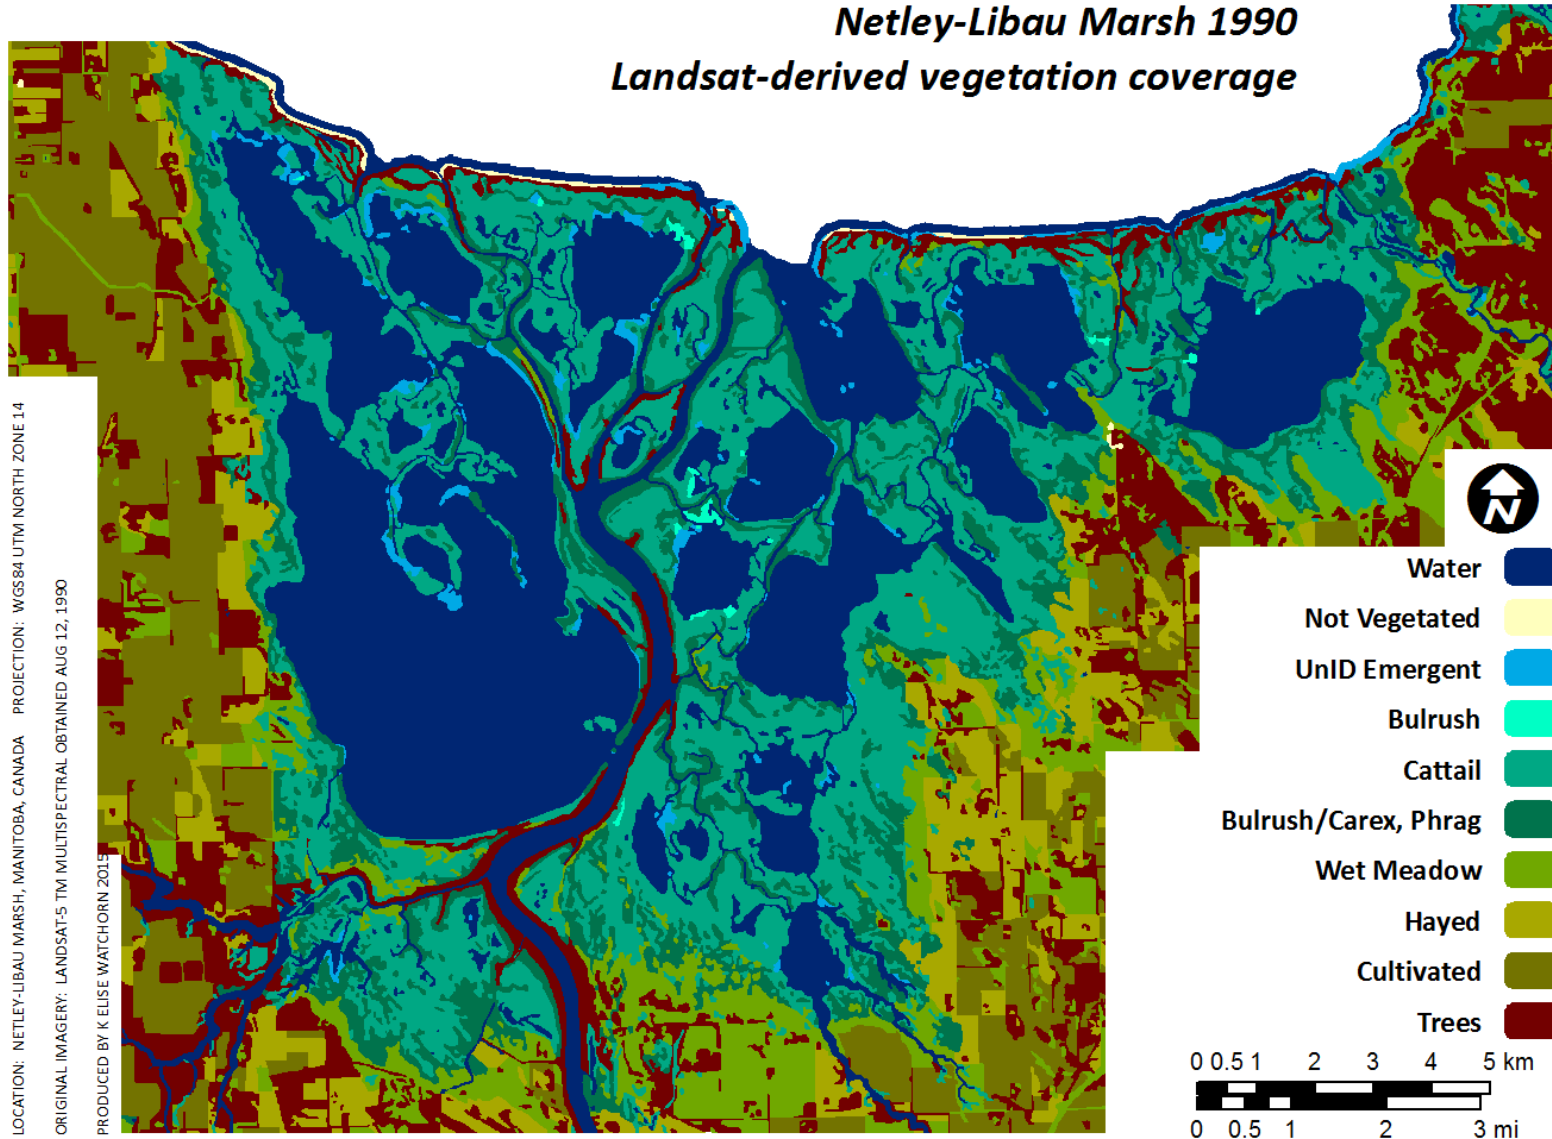 Netley-Libau Marsh 1990
Landsat-derived vegetation coverage
LOCATION: NETLEY-LIBAU MARSH, MANITOBA, CANADA PROJECTION: WGS84 UTM NORTH ZONE 14
ORIGINAL IMAGERY: LANDSAT-5 TM MULTISPECTRAL OBTAINED AUG 12, 1990
PRODUCED BY K ELISE WATCHORN 2015
N
Water
Not Vegetated
UnID Emergent
Bulrush
Cattail
Bulrush/Carex, Phrag
Wet Meadow
Hayed
Cultivated
Trees
0 0.5 1 2 3 4 5 km
0 0.5 1 2 3 mi